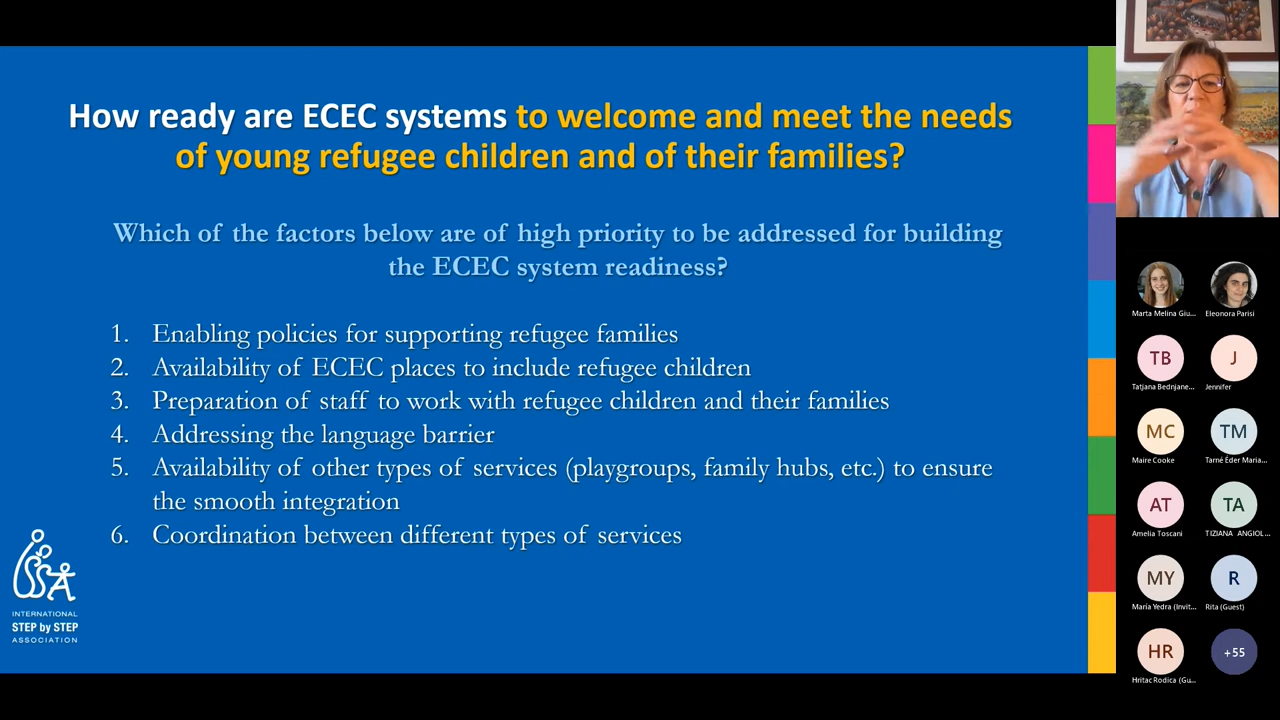 How ready are ECEC systems to welcome and meet the needs
of young refugee children and of their families?
Which of the factors below are of high priority to be addressed for building
the ECEC system readiness?
1. Enabling policies for supporting refugee families
2. Availability of ECEC places to include refugee children
3. Preparation of staff to work with refugee children and their families
4. Addressing the language barrier
5. Availability of other types of services (playgroups, family hubs, etc.) to ensure
the smooth integration
6. Coordination between different types of services
ISSA
INTERNATIONAL
STEP by STEP
ASSOCIATION
Marta Melina Giu...
Eleonora Parisi
TB
Tatjana Bednjane...
J
Jennifer
MC
Maire Cooke
TM
Tarné Éder Maria...
AT
Amelia Toscani
TA
TIZIANA ANGIOL...
MY
María Yedra (Invit...
R
Rita (Guest)
HR
Hritac Rodica (Gu...
+55